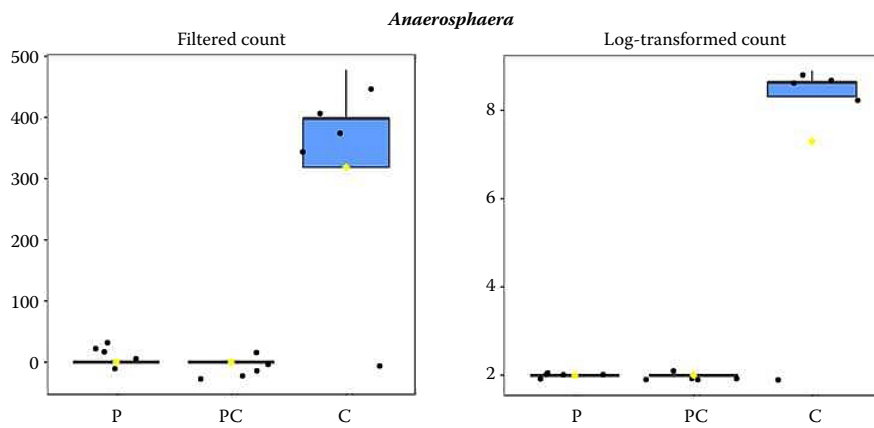 Anaerosphaera
Filtered count
500
400
300
200
100
0
P PC C
Log-transformed count
8
6
4
2
P PC C